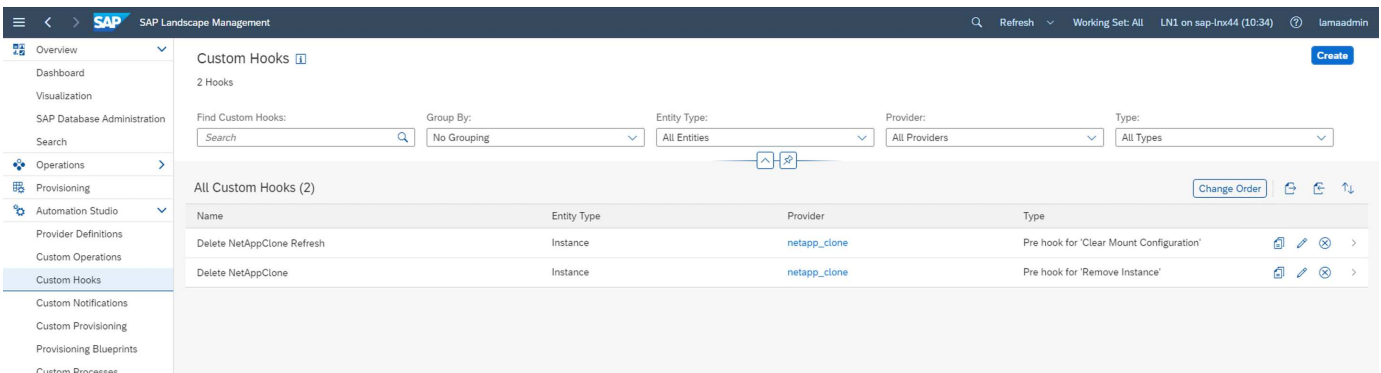 SAP SAP Landscape Management Refresh Working Set: All LN1 on sap-lnx44 (10:34) lamaadmin
Overview
Dashboard
Visualization
SAP Database Administration
Search
Operations
Provisioning
Automation Studio
Provider Definitions
Custom Operations
Custom Hooks
Custom Notifications
Custom Provisioning
Provisioning Blueprints
Custom Processes
Custom Hooks
Create
2 Hooks
Find Custom Hooks: Group By: Entity Type: Provider: Type:
Search No Grouping All Entities All Providers All Types
All Custom Hooks (2) Change Order
Name Entity Type Provider Type
Delete NetAppClone Refresh Instance netapp_clone Pre hook for 'Clear Mount Configuration'
Delete NetAppClone Instance netapp_clone Pre hook for 'Remove Instance'